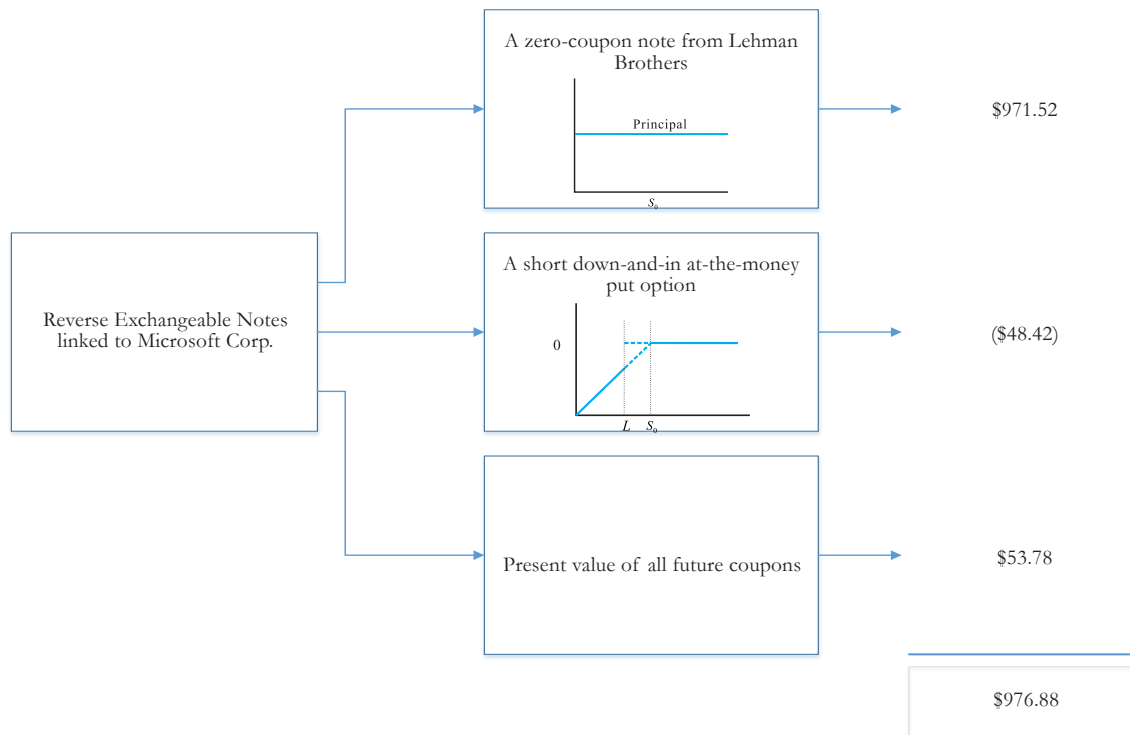 A zero-coupon note from Lehman
Brothers
Principal
S₀
$971.52
Reverse Exchangeable Notes
linked to Microsoft Corp.
A short down-and-in at-the-money
put option
0
L S₀
($48.42)
Present value of all future coupons
$53.78
$976.88